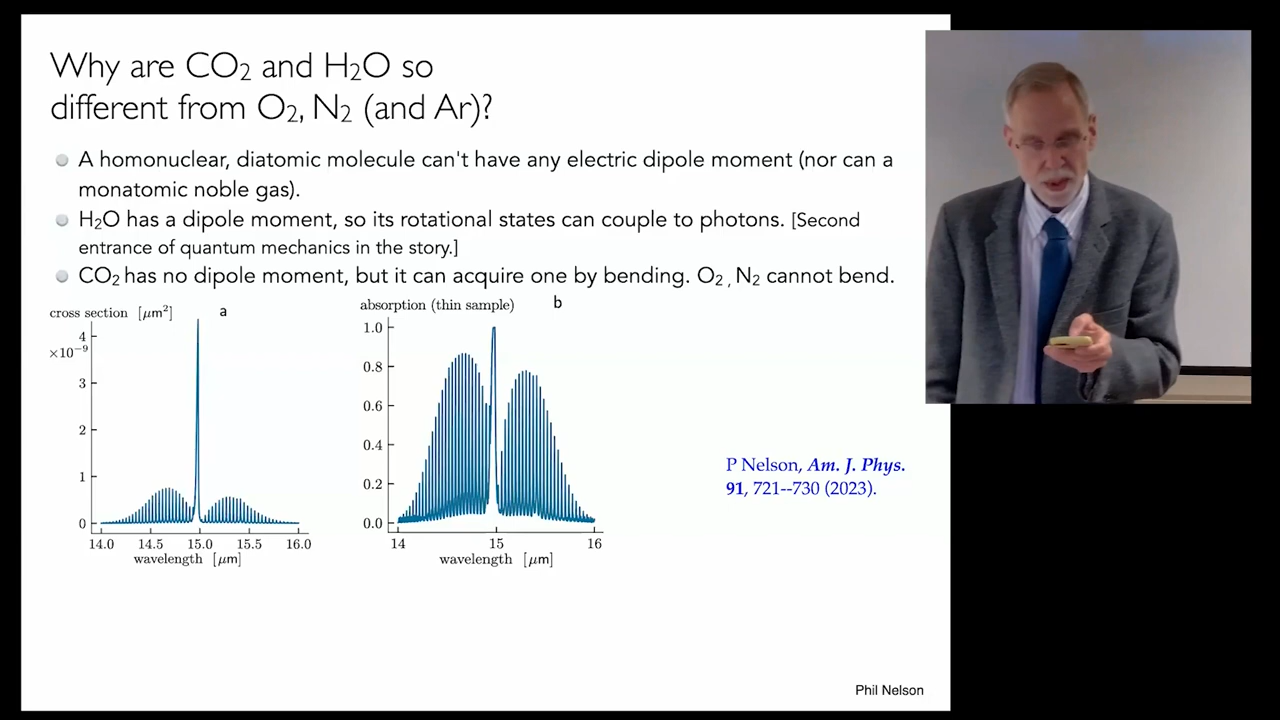 Why are CO₂ and H₂O so
different from O₂, N₂ (and Ar)?
A homonuclear, diatomic molecule can't have any electric dipole moment (nor can a
monatomic noble gas).
H₂O has a dipole moment, so its rotational states can couple to photons. [Second
entrance of quantum mechanics in the story.]
CO₂ has no dipole moment, but it can acquire one by bending. O₂ , N₂ cannot bend.
cross section [μm²]
a
4
×10⁻⁹
3
2
1
0
14.0 14.5 15.0 15.5 16.0
wavelength [μm]
absorption (thin sample)
b
1.0
0.8
0.6
0.4
0.2
0.0
14 15 16
wavelength [μm]
P Nelson, Am. J. Phys.
91, 721--730 (2023).
Phil Nelson